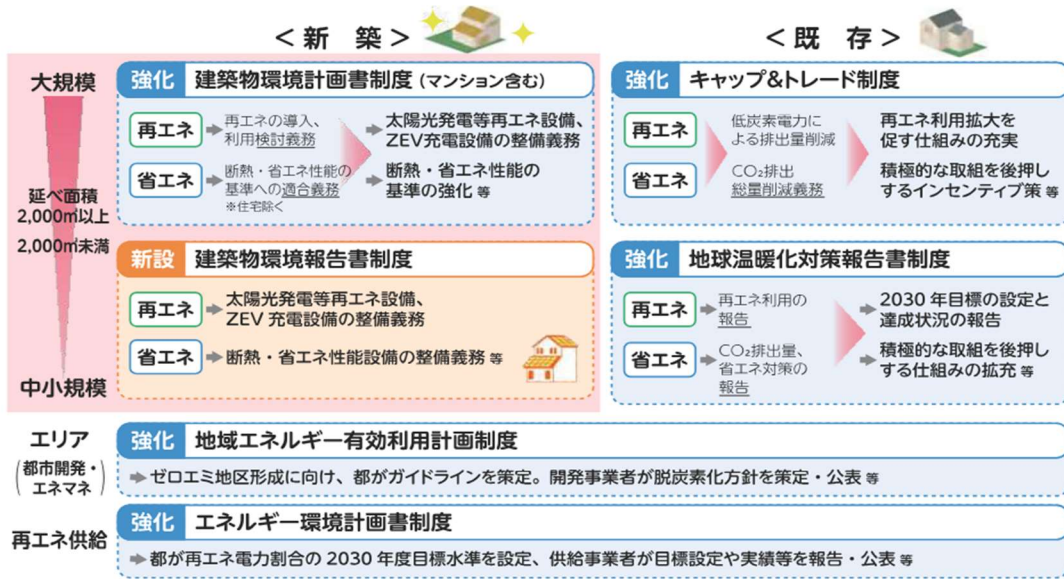 ＜新　築＞
＜既　存＞
大規模
延べ面積
2,000㎡以上
2,000㎡未満
中小規模
強化　建築物環境計画書制度（マンション含む）
再エネ
再エネの導入、
利用検討義務
太陽光発電等再エネ設備、
ZEV充電設備の整備義務
省エネ
断熱・省エネ性能の
基準への適合義務
※住宅除く
断熱・省エネ性能の
基準の強化 等
強化　キャップ&トレード制度
再エネ
低炭素電力に
よる排出量削減
再エネ利用拡大を
促す仕組みの充実
省エネ
CO₂排出
総量削減義務
積極的な取組を後押し
するインセンティブ策 等
新設　建築物環境報告書制度
再エネ
太陽光発電等再エネ設備、
ZEV 充電設備の整備義務
省エネ
断熱・省エネ性能設備の整備義務 等
強化　地球温暖化対策報告書制度
再エネ
再エネ利用の
報告
2030 年目標の設定と
達成状況の報告
省エネ
CO₂排出量、
省エネ対策の
報告
積極的な取組を後押し
する仕組みの拡充 等
エリア
（都市開発・
エネマネ）
強化　地域エネルギー有効利用計画制度
ゼロエミ地区形成に向け、都がガイドラインを策定。開発事業者が脱炭素化方針を策定・公表 等
再エネ供給
強化　エネルギー環境計画書制度
都が再エネ電力割合の 2030 年度目標水準を設定、供給事業者が目標設定や実績等を報告・公表 等